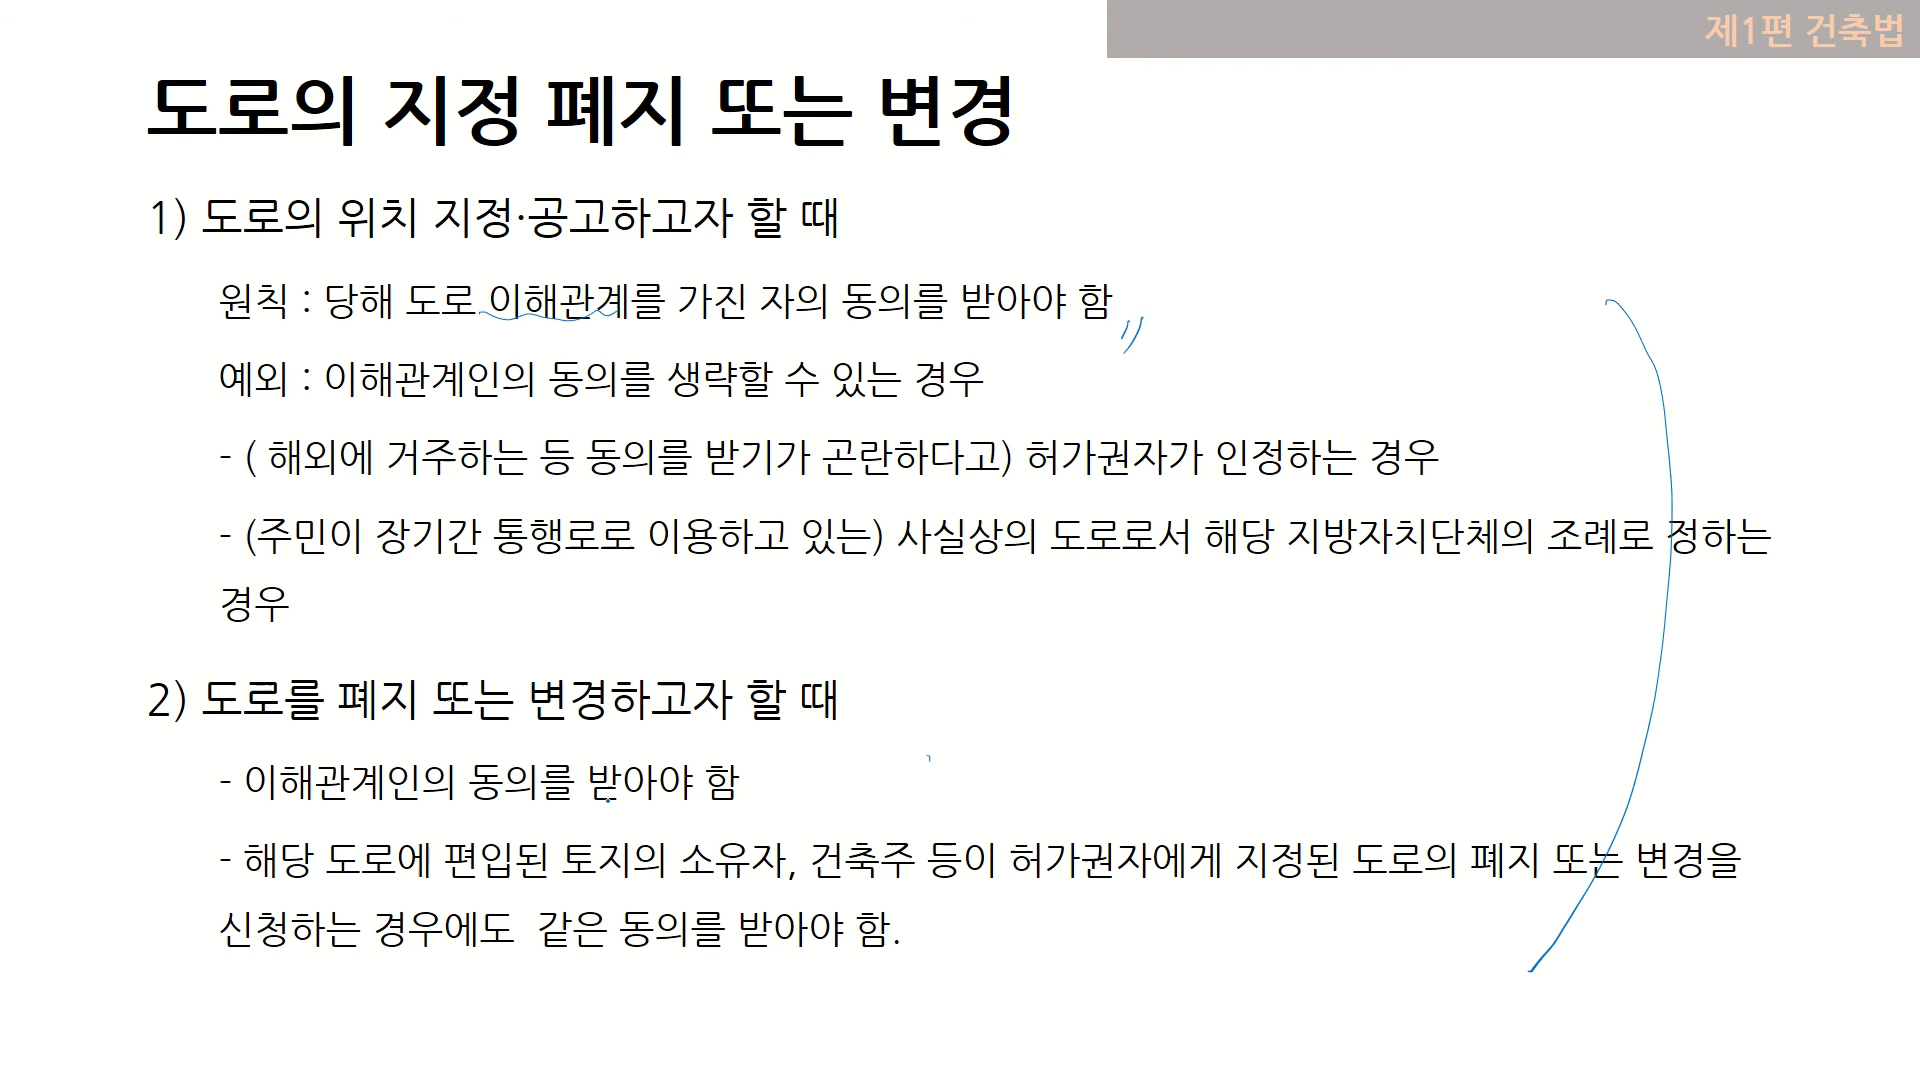 제1편 건축법
도로의 지정 폐지 또는 변경
1) 도로의 위치 지정·공고하고자 할 때
원칙 : 당해 도로 이해관계를 가진 자의 동의를 받아야 함
예외 : 이해관계인의 동의를 생략할 수 있는 경우
- ( 해외에 거주하는 등 동의를 받기가 곤란하다고) 허가권자가 인정하는 경우
- (주민이 장기간 통행로로 이용하고 있는) 사실상의 도로로서 해당 지방자치단체의 조례로 정하는
경우
2) 도로를 폐지 또는 변경하고자 할 때
- 이해관계인의 동의를 받아야 함
- 해당 도로에 편입된 토지의 소유자, 건축주 등이 허가권자에게 지정된 도로의 폐지 또는 변경을
신청하는 경우에도  같은 동의를 받아야 함.